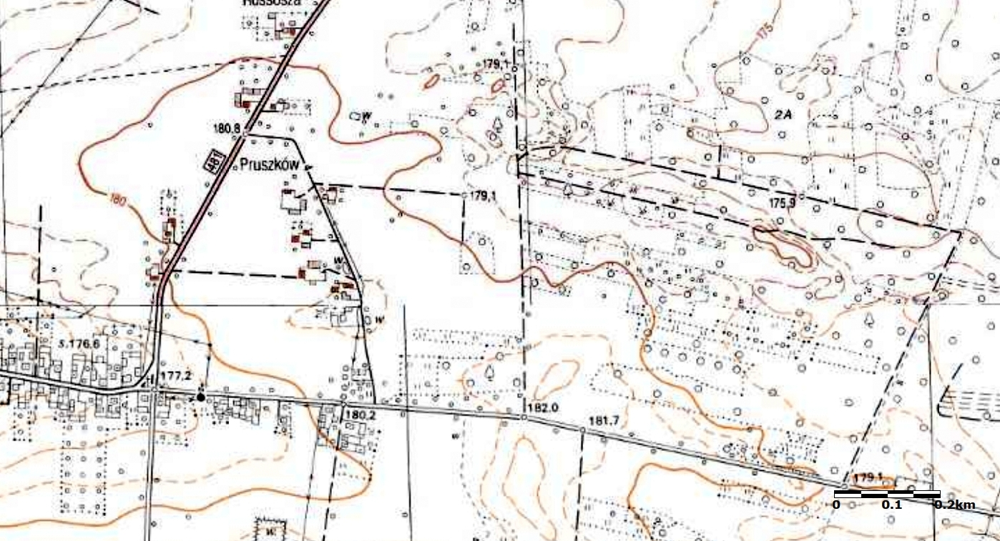 Russosza
175
179,1
2A
W
180.8
481
Pruszków
179,1
180
175,9
W.
W.
s.176.6
177.2
180.2
182.0
181.7
179.1
0 0.1 0.2km
W.